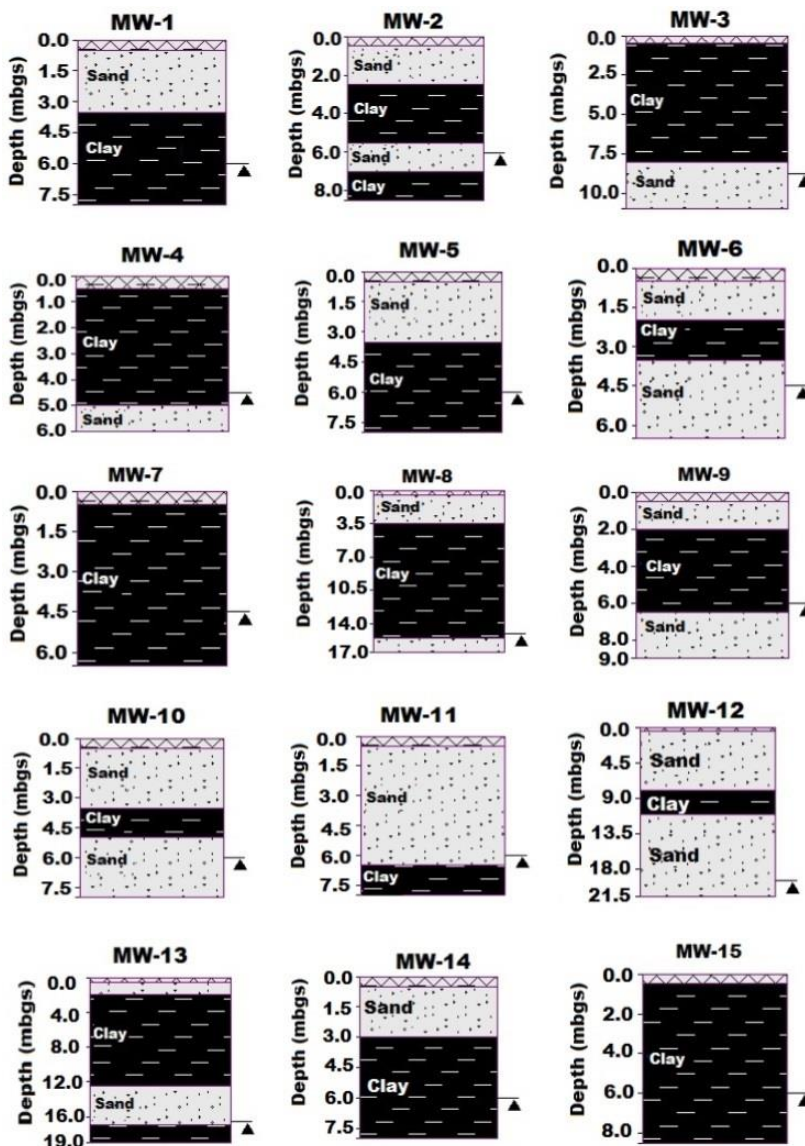 MW-1
Depth (mbgs)
0.0
1.5
3.0
4.5
6.0
7.5
Sand
Clay
MW-2
Depth (mbgs)
0.0
2.0
4.0
6.0
8.0
Sand
Clay
Sand
Clay
MW-3
Depth (mbgs)
0.0
2.5
5.0
7.5
10.0
Clay
Sand
MW-4
Depth (mbgs)
0.0
1.0
2.0
3.0
4.0
5.0
6.0
Clay
Sand
MW-5
Depth (mbgs)
0.0
1.5
3.0
4.5
6.0
7.5
Sand
Clay
MW-6
Depth (mbgs)
0.0
1.5
3.0
4.5
6.0
Sand
Clay
Sand
MW-7
Depth (mbgs)
0.0
1.5
3.0
4.5
6.0
Clay
MW-8
Depth (mbgs)
0.0
3.5
7.0
10.5
14.0
17.0
Sand
Clay
MW-9
Depth (mbgs)
0.0
2.0
4.0
6.0
8.0
9.0
Sand
Clay
Sand
MW-10
Depth (mbgs)
0.0
1.5
3.0
4.5
6.0
7.5
Sand
Clay
Sand
MW-11
Depth (mbgs)
0.0
1.5
3.0
4.5
6.0
7.5
Sand
Clay
MW-12
Depth (mbgs)
0.0
4.5
9.0
13.5
18.0
21.5
Sand
Clay
Sand
MW-13
Depth (mbgs)
0.0
4.0
8.0
12.0
16.0
19.0
Clay
Sand
MW-14
Depth (mbgs)
0.0
1.5
3.0
4.5
6.0
7.5
Sand
Clay
MW-15
Depth (mbgs)
0.0
2.0
4.0
6.0
8.0
Clay